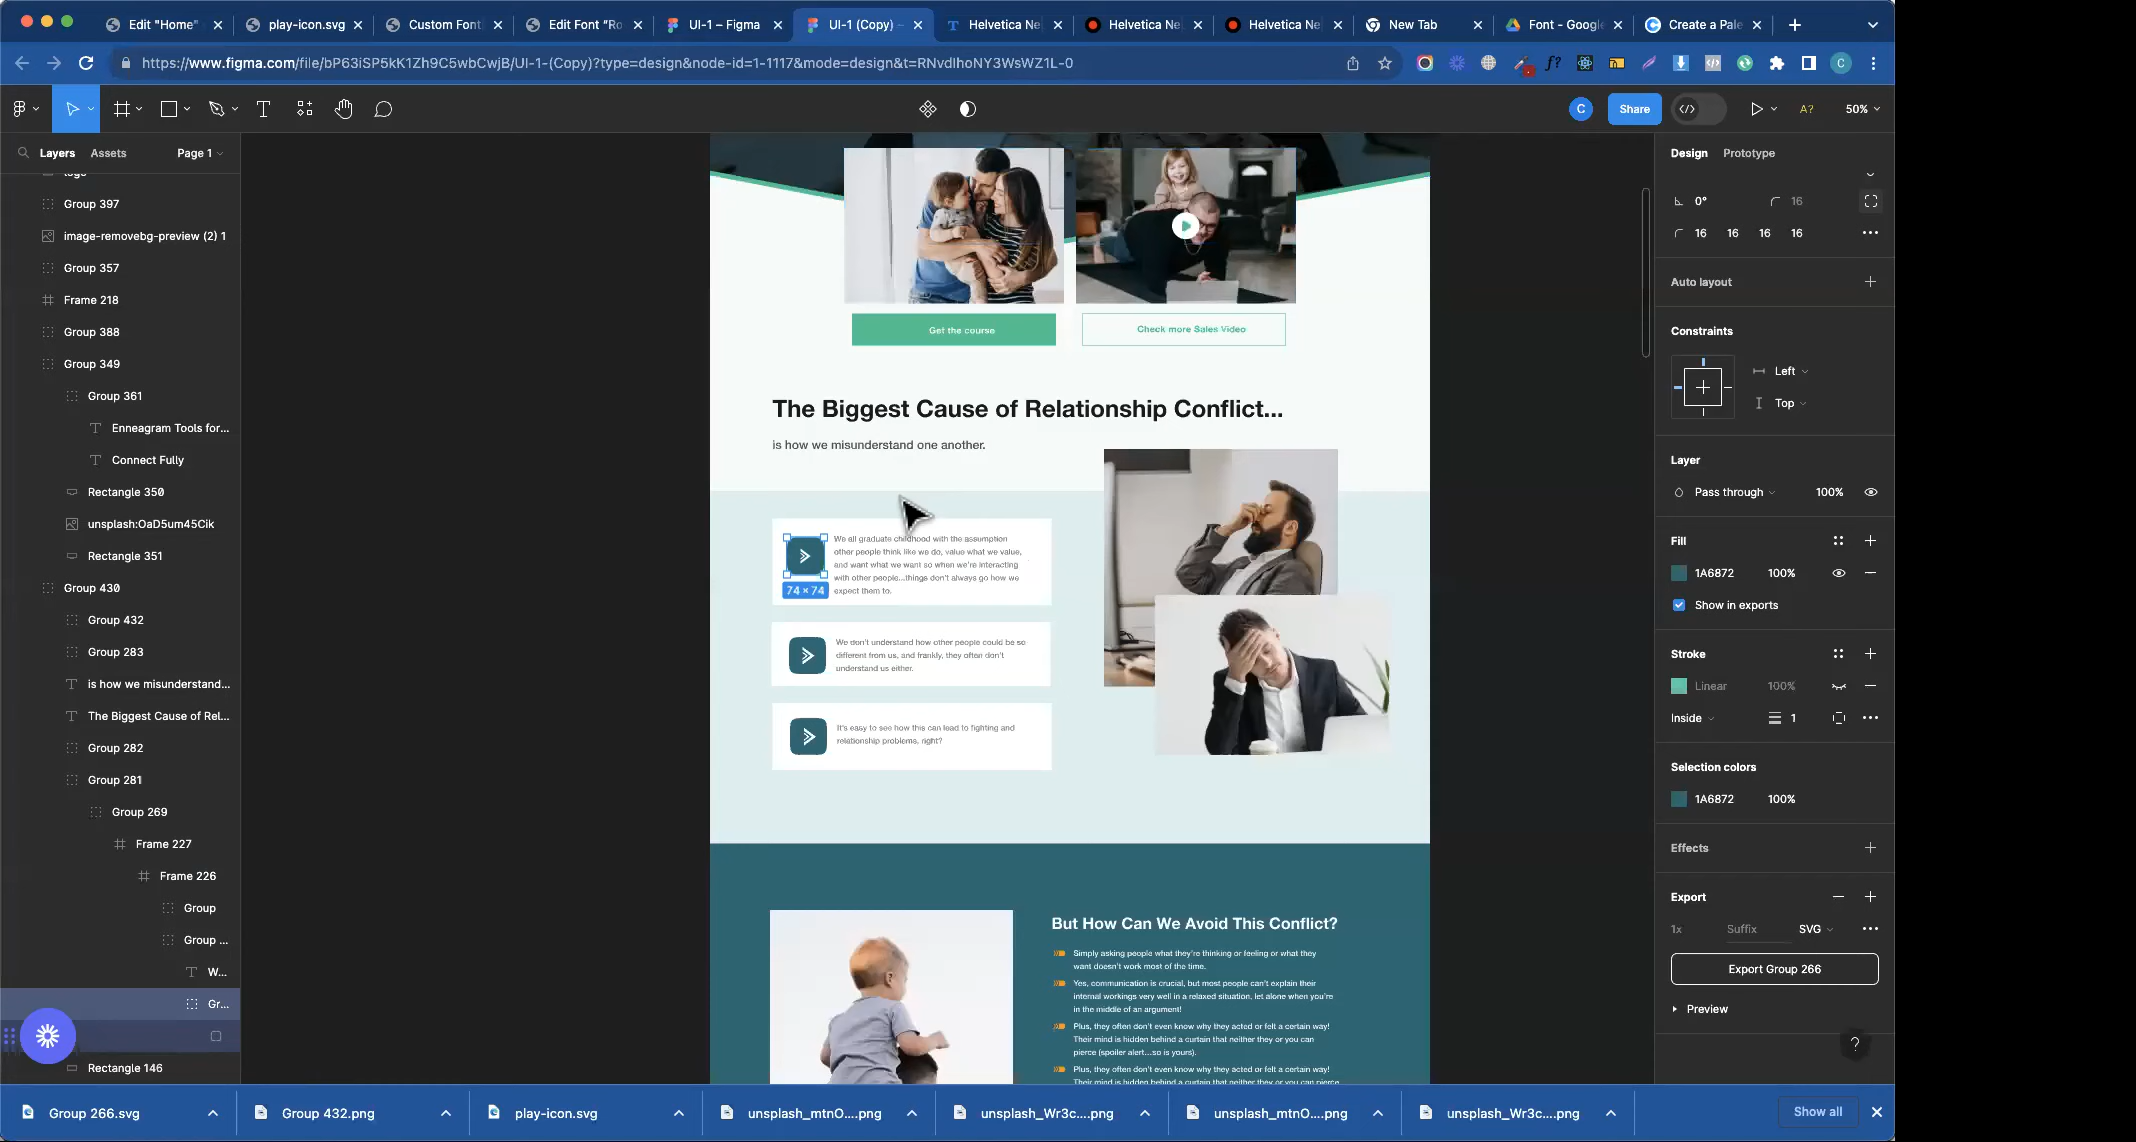 Edit "Home"
play-icon.svg
Custom Font
Edit Font "Ro
UI-1 – Figma
UI-1 (Copy) –
Helvetica Ne
Helvetica Ne
Helvetica Ne
New Tab
Font - Google
Create a Pale
https://www.figma.com/file/bP63iSP5kK1Zh9C5wbCwjB/UI-1-(Copy)?type=design&node-id=1-1117&mode=design&t=RNvdlhoNY3WsWZ1L-0
C
C
Share
A?
50%
Layers
Assets
Page 1
logo
Group 397
image-removebg-preview (2) 1
Group 357
Frame 218
Group 388
Group 349
Group 361
Enneagram Tools for...
Connect Fully
Rectangle 350
unsplash:OaD5um45Cik
Rectangle 351
Group 430
Group 432
Group 283
is how we misunderstand...
The Biggest Cause of Rel...
Group 282
Group 281
Group 269
Frame 227
Frame 226
Group
Group ...
W...
Gr...
Rectangle 146
Get the course
Check more Sales Video
The Biggest Cause of Relationship Conflict...
is how we misunderstand one another.
We all graduate childhood with the assumption
other people think like we do, value what we value,
and want what we want so when we're interacting
with other people...things don't always go how we
expect them to.
74 × 74
We don't understand how other people could be so
different from us, and frankly, they often don't
understand us either.
It's easy to see how this can lead to fighting and
relationship problems, right?
But How Can We Avoid This Conflict?
Simply asking people what they're thinking or feeling or what they
want doesn't work most of the time.
Yes, communication is crucial, but most people can't explain their
internal workings very well in a relaxed situation, let alone when you're
in the middle of an argument!
Plus, they often don't even know why they acted or felt a certain way!
Their mind is hidden behind a curtain that neither they or you can
pierce (spoiler alert...so is yours).
Plus, they often don't even know why they acted or felt a certain way!
Their mind is hidden behind a curtain that neither they or you can pierce
Design
Prototype
0°
16
16
16
16
16
Auto layout
Constraints
Left
Top
Layer
Pass through
100%
Fill
1A6872
100%
Show in exports
Stroke
Linear
100%
Inside
1
Selection colors
1A6872
100%
Effects
Export
1x
Suffix
SVG
Export Group 266
Preview
?
Group 266.svg
Group 432.png
play-icon.svg
unsplash_mtnO....png
unsplash_Wr3c....png
unsplash_mtnO....png
unsplash_Wr3c....png
Show all